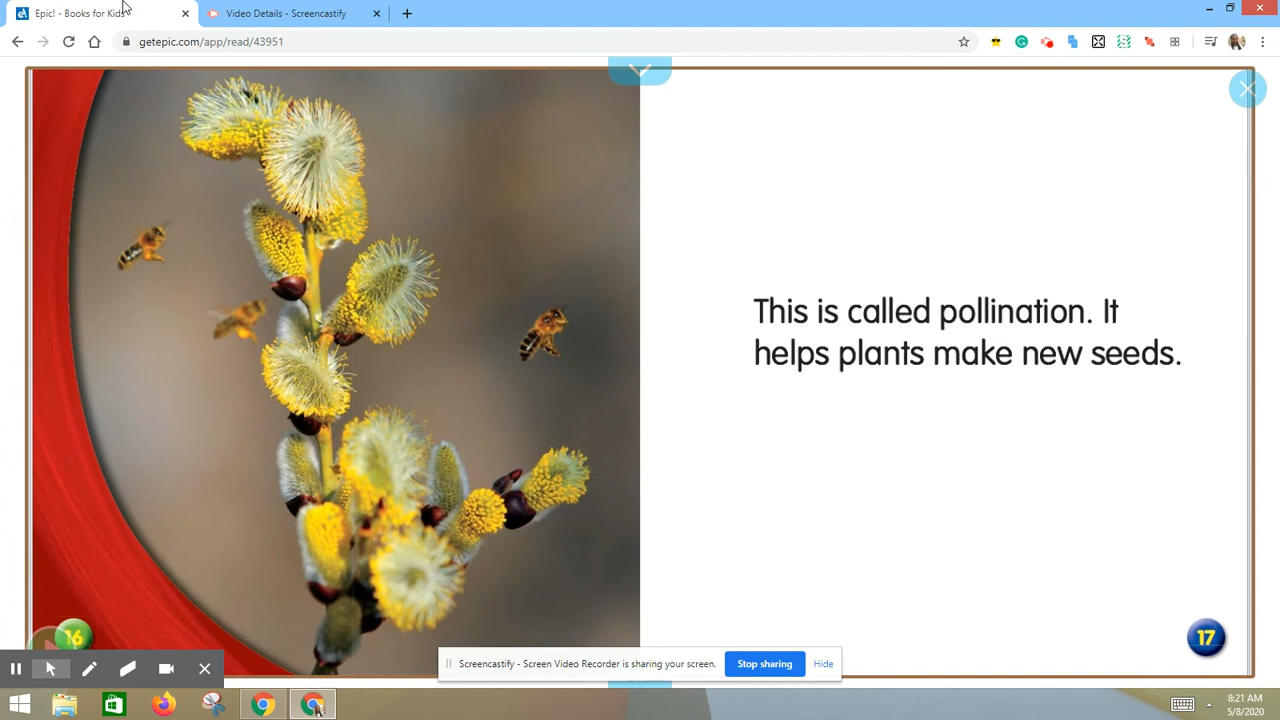 Epic! - Books for Kids
Video Details - Screencastify
getepic.com/app/read/43951
This is called pollination. It
helps plants make new seeds.
16
17
Screencastify - Screen Video Recorder is sharing your screen.
Stop sharing
Hide
8:21 AM
5/8/2020